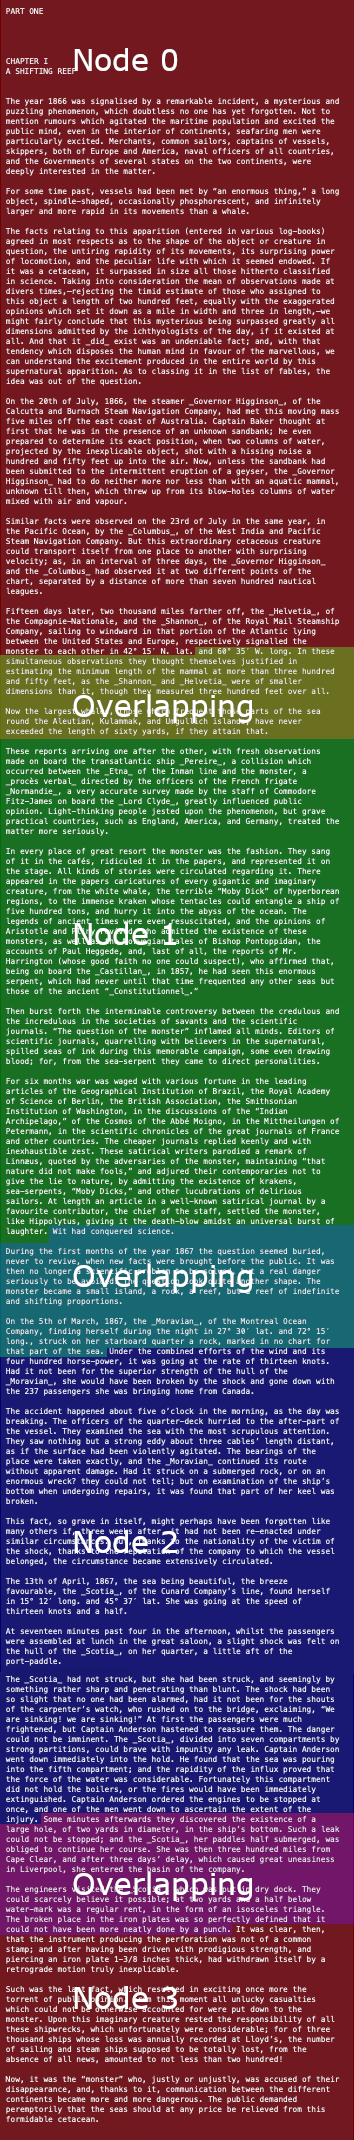 PART ONE
CHAPTER I
A SHIFTING REEF
Node 0
The year 1866 was signalised by a remarkable incident, a mysterious and
puzzling phenomenon, which doubtless no one has yet forgotten. Not to
mention rumours which agitated the maritime population and excited the
public mind, even in the interior of continents, seafaring men were
particularly excited. Merchants, common sailors, captains of vessels,
skippers, both of Europe and America, naval officers of all countries,
and the Governments of several states on the two continents, were
deeply interested in the matter.
For some time past, vessels had been met by “an enormous thing,” a long
object, spindle-shaped, occasionally phosphorescent, and infinitely
larger and more rapid in its movements than a whale.
The facts relating to this apparition (entered in various log-books)
agreed in most respects as to the shape of the object or creature in
question, the untiring rapidity of its movements, its surprising power
of locomotion, and the peculiar life with which it seemed endowed. If
it was a cetacean, it surpassed in size all those hitherto classified
in science. Taking into consideration the mean of observations made at
divers times,—rejecting the timid estimate of those who assigned to
this object a length of two hundred feet, equally with the exaggerated
opinions which set it down as a mile in width and three in length,—we
might fairly conclude that this mysterious being surpassed greatly all
dimensions admitted by the ichthyologists of the day, if it existed at
all. And that it _did_ exist was an undeniable fact; and, with that
tendency which disposes the human mind in favour of the marvellous, we
can understand the excitement produced in the entire world by this
supernatural apparition. As to classing it in the list of fables, the
idea was out of the question.
On the 20th of July, 1866, the steamer _Governor Higginson_, of the
Calcutta and Burnach Steam Navigation Company, had met this moving mass
five miles off the east coast of Australia. Captain Baker thought at
first that he was in the presence of an unknown sandbank; he even
prepared to determine its exact position, when two columns of water,
projected by the inexplicable object, shot with a hissing noise a
hundred and fifty feet up into the air. Now, unless the sandbank had
been submitted to the intermittent eruption of a geyser, the _Governor
Higginson_ had to do neither more nor less than with an aquatic mammal,
unknown till then, which threw up from its blow-holes columns of water
mixed with air and vapour.
Similar facts were observed on the 23rd of July in the same year, in
the Pacific Ocean, by the _Columbus_, of the West India and Pacific
Steam Navigation Company. But this extraordinary cetaceous creature
could transport itself from one place to another with surprising
velocity; as, in an interval of three days, the _Governor Higginson_
and the _Columbus_ had observed it at two different points of the
chart, separated by a distance of more than seven hundred nautical
leagues.
Fifteen days later, two thousand miles farther off, the _Helvetia_, of
the Compagnie-Nationale, and the _Shannon_, of the Royal Mail Steamship
Company, sailing to windward in that portion of the Atlantic lying
between the United States and Europe, respectively signalled the
monster to each other in 42° 15′ N. lat. and 60° 35′ W. long. In these
simultaneous observations they thought themselves justified in
estimating the minimum length of the mammal at more than three hundred
and fifty feet, as the _Shannon_ and _Helvetia_ were of smaller
dimensions than it, though they measured three hundred feet over all.
Overlapping
Now the largest whales, those which frequent those parts of the sea
round the Aleutian, Kulammak, and Umgullich islands, have never
exceeded the length of sixty yards, if they attain that.
These reports arriving one after the other, with fresh observations
made on board the transatlantic ship _Pereire_, a collision which
occurred between the _Etna_ of the Inman line and the monster, a
_procès verbal_ directed by the officers of the French frigate
_Normandie_, a very accurate survey made by the staff of Commodore
Fitz-James on board the _Lord Clyde_, greatly influenced public
opinion. Light-thinking people jested upon the phenomenon, but grave
practical countries, such as England, America, and Germany, treated the
matter more seriously.
In every place of great resort the monster was the fashion. They sang
of it in the cafés, ridiculed it in the papers, and represented it on
the stage. All kinds of stories were circulated regarding it. There
appeared in the papers caricatures of every gigantic and imaginary
creature, from the white whale, the terrible “Moby Dick” of hyperborean
regions, to the immense kraken whose tentacles could entangle a ship of
five hundred tons, and hurry it into the abyss of the ocean. The
legends of ancient times were even resuscitated, and the opinions of
Aristotle and Pliny revived, who admitted the existence of these
monsters, as well as the Norwegian tales of Bishop Pontoppidan, the
Node 1
accounts of Paul Heggede, and, last of all, the reports of Mr.
Harrington (whose good faith no one could suspect), who affirmed that,
being on board the _Castillan_, in 1857, he had seen this enormous
serpent, which had never until that time frequented any other seas but
those of the ancient “_Constitutionnel_.”
Then burst forth the interminable controversy between the credulous and
the incredulous in the societies of savants and the scientific
journals. “The question of the monster” inflamed all minds. Editors of
scientific journals, quarrelling with believers in the supernatural,
spilled seas of ink during this memorable campaign, some even drawing
blood; for, from the sea-serpent they came to direct personalities.
For six months war was waged with various fortune in the leading
articles of the Geographical Institution of Brazil, the Royal Academy
of Science of Berlin, the British Association, the Smithsonian
Institution of Washington, in the discussions of the “Indian
Archipelago,” of the Cosmos of the Abbé Moigno, in the Mittheilungen of
Petermann, in the scientific chronicles of the great journals of France
and other countries. The cheaper journals replied keenly and with
inexhaustible zest. These satirical writers parodied a remark of
Linnæus, quoted by the adversaries of the monster, maintaining “that
nature did not make fools,” and adjured their contemporaries not to
give the lie to nature, by admitting the existence of krakens,
sea-serpents, “Moby Dicks,” and other lucubrations of delirious
sailors. At length an article in a well-known satirical journal by a
favourite contributor, the chief of the staff, settled the monster,
like Hippolytus, giving it the death-blow amidst an universal burst of
laughter. Wit had conquered science.
During the first months of the year 1867 the question seemed buried,
never to revive, when new facts were brought before the public. It was
then no longer a scientific problem to be solved, but a real danger
seriously to be avoided. The question took quite another shape. The
monster became a small island, a rock, a reef, but a reef of indefinite
and shifting proportions.
Overlapping
On the 5th of March, 1867, the _Moravian_, of the Montreal Ocean
Company, finding herself during the night in 27° 30′ lat. and 72° 15′
long., struck on her starboard quarter a rock, marked in no chart for
that part of the sea. Under the combined efforts of the wind and its
four hundred horse-power, it was going at the rate of thirteen knots.
Had it not been for the superior strength of the hull of the
_Moravian_, she would have been broken by the shock and gone down with
the 237 passengers she was bringing home from Canada.
The accident happened about five o’clock in the morning, as the day was
breaking. The officers of the quarter-deck hurried to the after-part of
the vessel. They examined the sea with the most scrupulous attention.
They saw nothing but a strong eddy about three cables’ length distant,
as if the surface had been violently agitated. The bearings of the
place were taken exactly, and the _Moravian_ continued its route
without apparent damage. Had it struck on a submerged rock, or on an
enormous wreck? they could not tell; but on examination of the ship’s
bottom when undergoing repairs, it was found that part of her keel was
broken.
This fact, so grave in itself, might perhaps have been forgotten like
many others if, three weeks after, it had not been re-enacted under
similar circumstances. But, thanks to the nationality of the victim of
the shock, thanks to the reputation of the company to which the vessel
belonged, the circumstance became extensively circulated.
Node 2
The 13th of April, 1867, the sea being beautiful, the breeze
favourable, the _Scotia_, of the Cunard Company’s line, found herself
in 15° 12′ long. and 45° 37′ lat. She was going at the speed of
thirteen knots and a half.
At seventeen minutes past four in the afternoon, whilst the passengers
were assembled at lunch in the great saloon, a slight shock was felt on
the hull of the _Scotia_, on her quarter, a little aft of the
port-paddle.
The _Scotia_ had not struck, but she had been struck, and seemingly by
something rather sharp and penetrating than blunt. The shock had been
so slight that no one had been alarmed, had it not been for the shouts
of the carpenter’s watch, who rushed on to the bridge, exclaiming, “We
are sinking! we are sinking!” At first the passengers were much
frightened, but Captain Anderson hastened to reassure them. The danger
could not be imminent. The _Scotia_, divided into seven compartments by
strong partitions, could brave with impunity any leak. Captain Anderson
went down immediately into the hold. He found that the sea was pouring
into the fifth compartment; and the rapidity of the influx proved that
the force of the water was considerable. Fortunately this compartment
did not hold the boilers, or the fires would have been immediately
extinguished. Captain Anderson ordered the engines to be stopped at
once, and one of the men went down to ascertain the extent of the
injury. Some minutes afterwards they discovered the existence of a
large hole, of two yards in diameter, in the ship’s bottom. Such a leak
could not be stopped; and the _Scotia_, her paddles half submerged, was
obliged to continue her course. She was then three hundred miles from
Cape Clear, and after three days’ delay, which caused great uneasiness
in Liverpool, she entered the basin of the company.
Overlapping
The engineers visited the _Scotia_, which was put in dry dock. They
could scarcely believe it possible; at two yards and a half below
water-mark was a regular rent, in the form of an isosceles triangle.
The broken place in the iron plates was so perfectly defined that it
could not have been more neatly done by a punch. It was clear, then,
that the instrument producing the perforation was not of a common
stamp; and after having been driven with prodigious strength, and
piercing an iron plate 1-3/8 inches thick, had withdrawn itself by a
retrograde motion truly inexplicable.
Such was the last fact, which resulted in exciting once more the
torrent of public opinion. From this moment all unlucky casualties
which could not be otherwise accounted for were put down to the
Node 3
monster. Upon this imaginary creature rested the responsibility of all
these shipwrecks, which unfortunately were considerable; for of three
thousand ships whose loss was annually recorded at Lloyd’s, the number
of sailing and steam ships supposed to be totally lost, from the
absence of all news, amounted to not less than two hundred!
Now, it was the “monster” who, justly or unjustly, was accused of their
disappearance, and, thanks to it, communication between the different
continents became more and more dangerous. The public demanded
peremptorily that the seas should at any price be relieved from this
formidable cetacean.